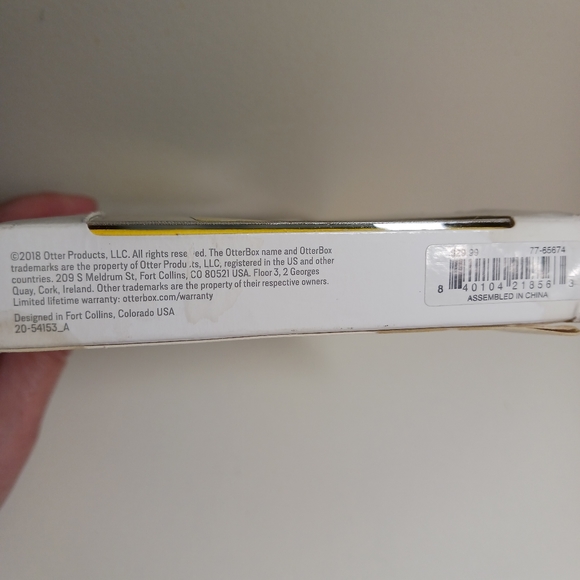 ©2018 Otter Products, LLC. All rights rese ed. The OtterBox name and OtterBox
trademarks are the property of Otter Produ ts, LLC, registered in the US and other
countries. 209 S Meldrum St, Fort Collins, CO 80521 USA. Floor 3, 2 Georges
Quay, Cork, Ireland. Other trademarks are the property of their respective owners.
Limited lifetime warranty: otterbox.com/warranty
Designed in Fort Collins, Colorado USA
20-54153_A
77-65674
8 40104 21856 3
ASSEMBLED IN CHINA